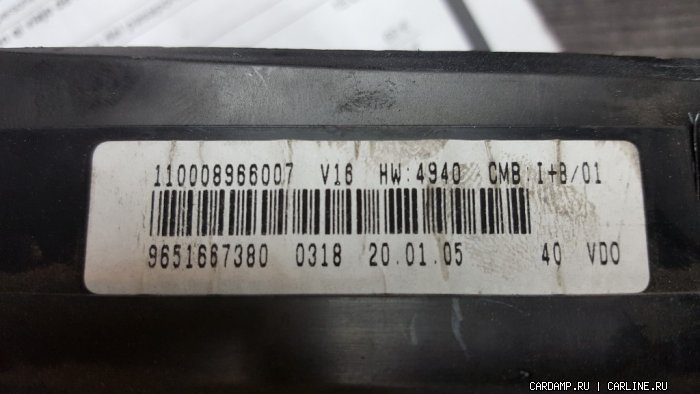 110008966007 V16 HW:4940 CMB:I+B/01
9651667380 0318 20.01.05 40 VDO
CARDAMP.RU | CARLINE.RU